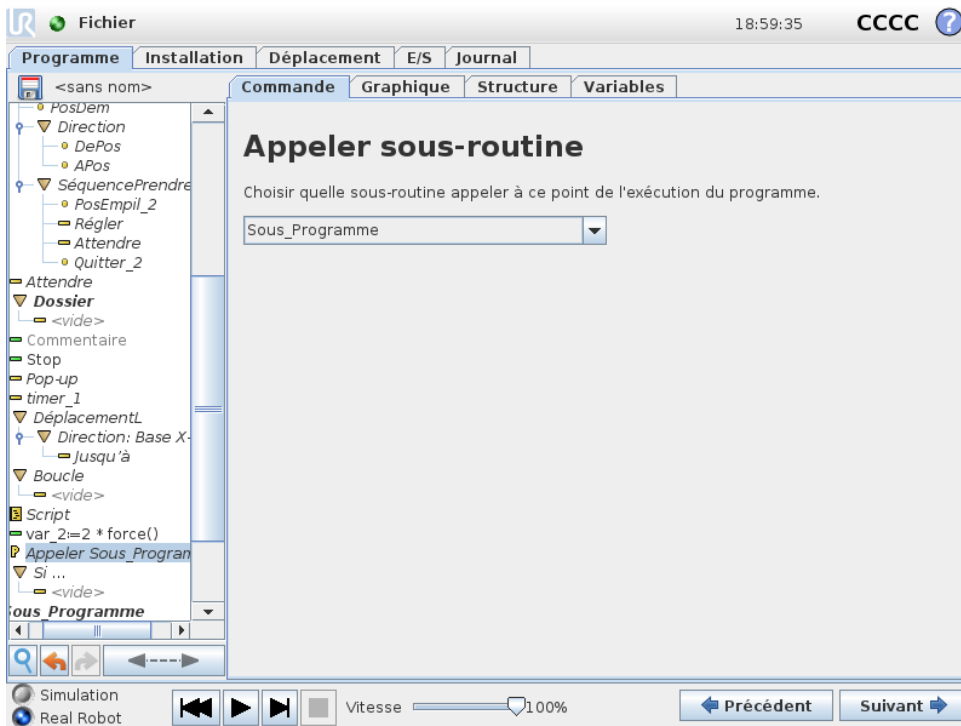 UR Fichier 18:59:35 CCCC ?
Programme Installation Déplacement E/S Journal
<sans nom> Commande Graphique Structure Variables
PosDem
Direction
DePos
APos
SéquencePrendre
PosEmpil_2
Régler
Attendre
Quitter_2
Attendre
Dossier
<vide>
Commentaire
Stop
Pop-up
timer_1
DéplacementL
Direction: Base X-
Jusqu'à
Boucle
<vide>
Script
var_2:=2 * force()
Appeler Sous_Program
Si ...
<vide>
Sous_Programme
Appeler sous-routine
Choisir quelle sous-routine appeler à ce point de l'exécution du programme.
Sous_Programme
Simulation
Real Robot
Vitesse 100%
Précédent Suivant